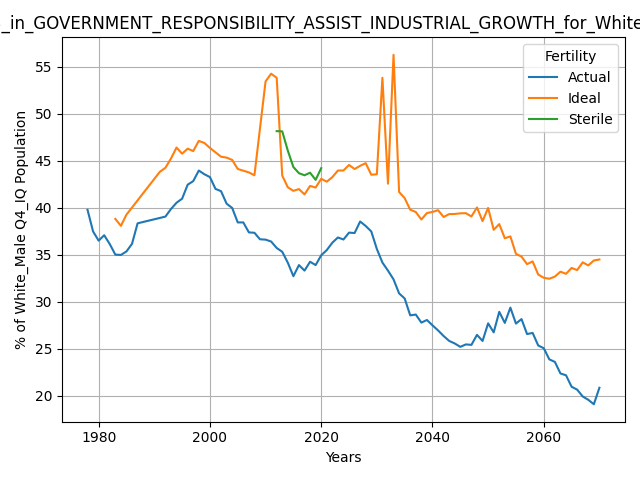 _in_GOVERNMENT_RESPONSIBILITY_ASSIST_INDUSTRIAL_GROWTH_for_White
Fertility
Actual
Ideal
Sterile
% of White_Male Q4_IQ Population
55
50
45
40
35
30
25
20
1980
2000
2020
2040
2060
Years